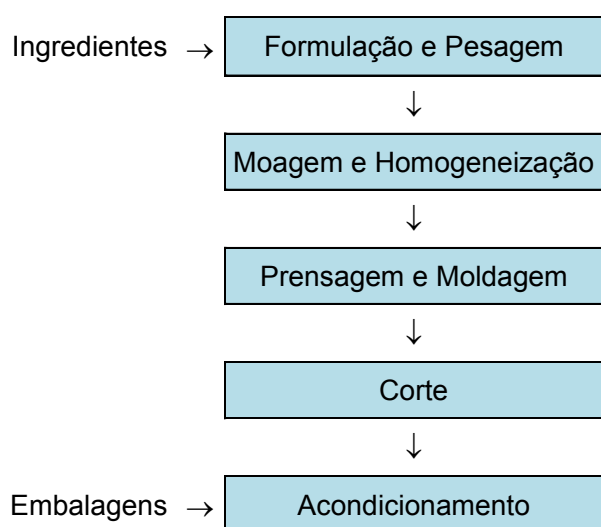 Ingredientes → Formulação e Pesagem
↓
Moagem e Homogeneização
↓
Prensagem e Moldagem
↓
Corte
↓
Embalagens → Acondicionamento